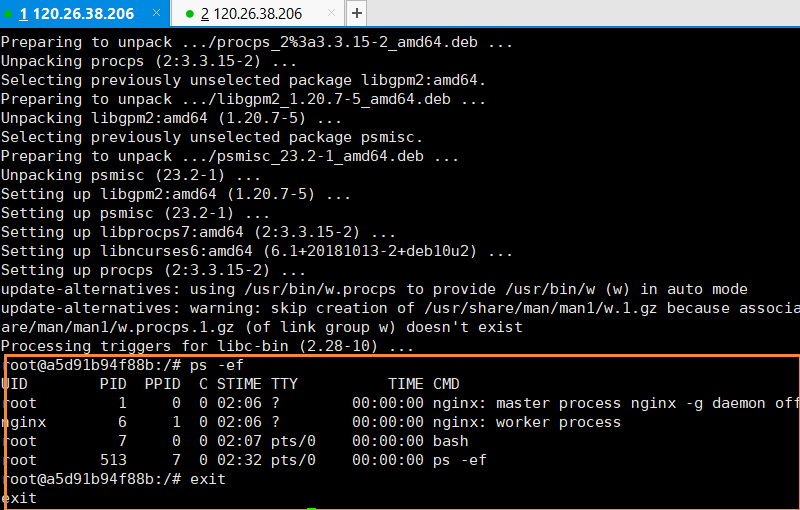 1 120.26.38.206 × 2 120.26.38.206 × +
Preparing to unpack .../procps_2%3a3.3.15-2_amd64.deb ...
Unpacking procps (2:3.3.15-2) ...
Selecting previously unselected package libgpm2:amd64.
Preparing to unpack .../libgpm2_1.20.7-5_amd64.deb ...
Unpacking libgpm2:amd64 (1.20.7-5) ...
Selecting previously unselected package psmisc.
Preparing to unpack .../psmisc_23.2-1_amd64.deb ...
Unpacking psmisc (23.2-1) ...
Setting up libgpm2:amd64 (1.20.7-5) ...
Setting up psmisc (23.2-1) ...
Setting up libprocps7:amd64 (2:3.3.15-2) ...
Setting up libncurses6:amd64 (6.1+20181013-2+deb10u2) ...
Setting up procps (2:3.3.15-2) ...
update-alternatives: using /usr/bin/w.procps to provide /usr/bin/w (w) in auto mode
update-alternatives: warning: skip creation of /usr/share/man/man1/w.1.gz because associa
are/man/man1/w.procps.1.gz (of link group w) doesn't exist
Processing triggers for libc-bin (2.28-10) ...
root@a5d91b94f88b:/# ps -ef
UID        PID  PPID  C STIME TTY          TIME CMD
root         1     0  0 02:06 ?        00:00:00 nginx: master process nginx -g daemon off
nginx        6     1  0 02:06 ?        00:00:00 nginx: worker process
root         7     0  0 02:07 pts/0    00:00:00 bash
root       513     7  0 02:32 pts/0    00:00:00 ps -ef
root@a5d91b94f88b:/# exit
exit